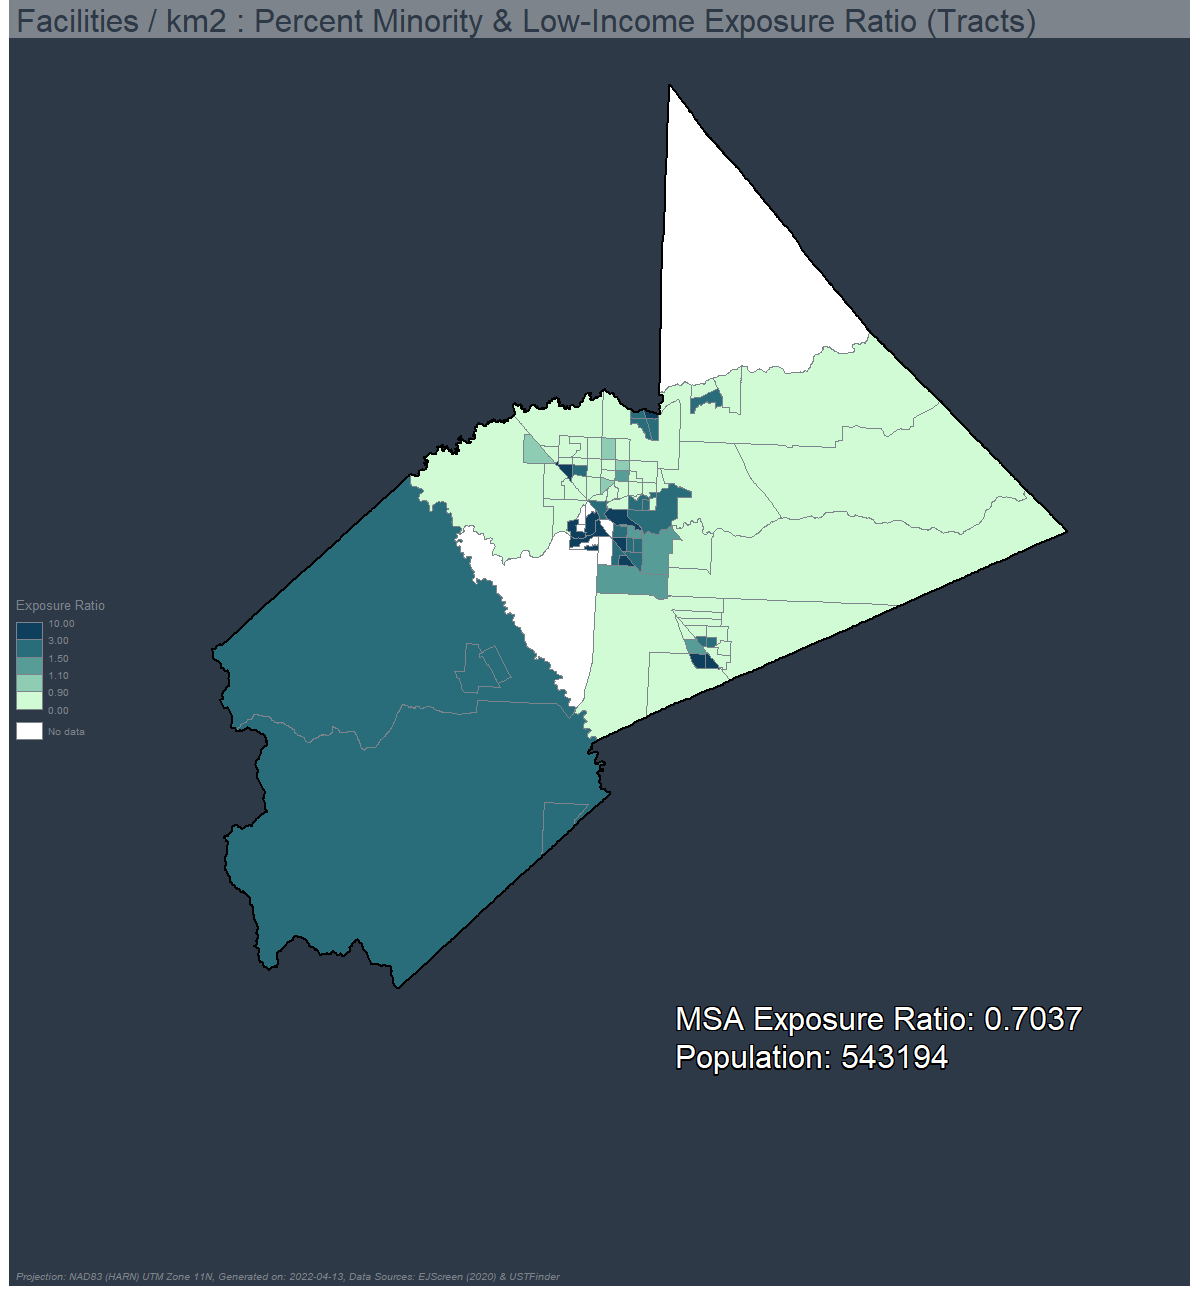 Facilities / km2 : Percent Minority & Low-Income Exposure Ratio (Tracts)
Exposure Ratio
10.00
3.00
1.50
1.10
0.90
0.00
No data
MSA Exposure Ratio: 0.7037
Population: 543194
Projection: NAD83 (HARN) UTM Zone 11N, Generated on: 2022-04-13, Data Sources: EJScreen (2020) & USTFinder